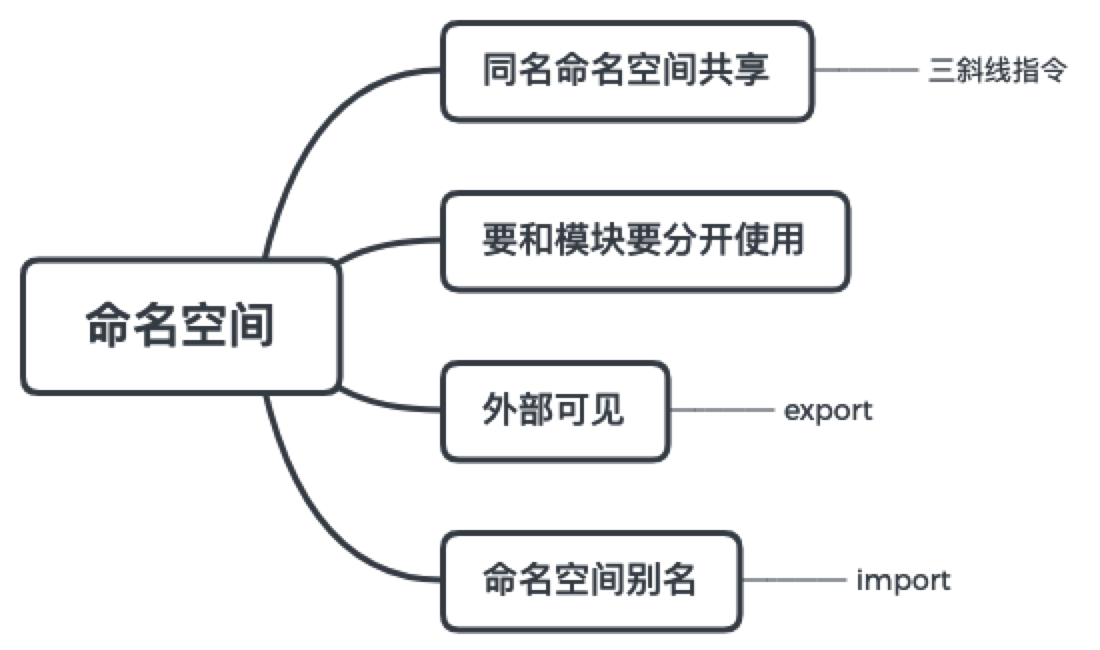 命名空间
同名命名空间共享
三斜线指令
要和模块要分开使用
外部可见
export
命名空间别名
import